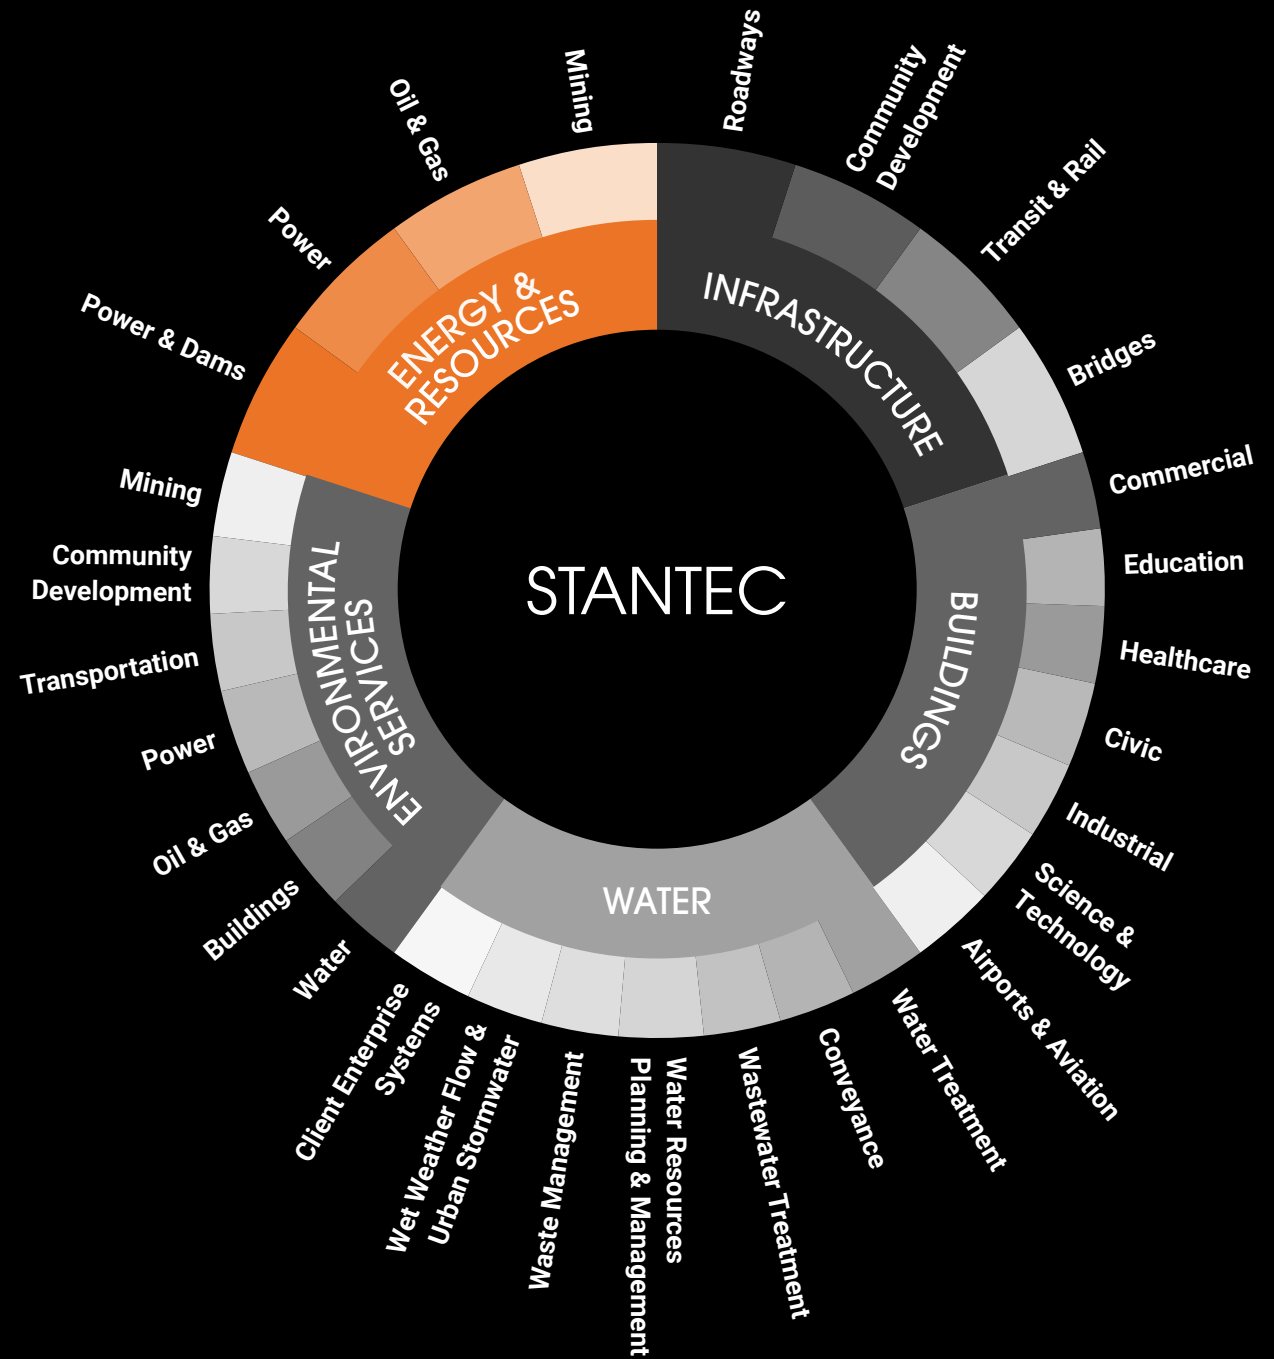 STANTEC
INFRASTRUCTURE
Roadways
Community
Development
Transit & Rail
Bridges
BUILDINGS
Commercial
Education
Healthcare
Civic
Industrial
Science &
Technology
Airports & Aviation
WATER
Water Treatment
Conveyance
Wastewater Treatment
Water Resources
Planning & Management
Waste Management
Wet Weather Flow &
Urban Stormwater
Client Enterprise
Systems
ENVIRONMENTAL
SERVICES
Water
Buildings
Oil & Gas
Power
Transportation
Community
Development
Mining
ENERGY &
RESOURCES
Power & Dams
Power
Oil & Gas
Mining